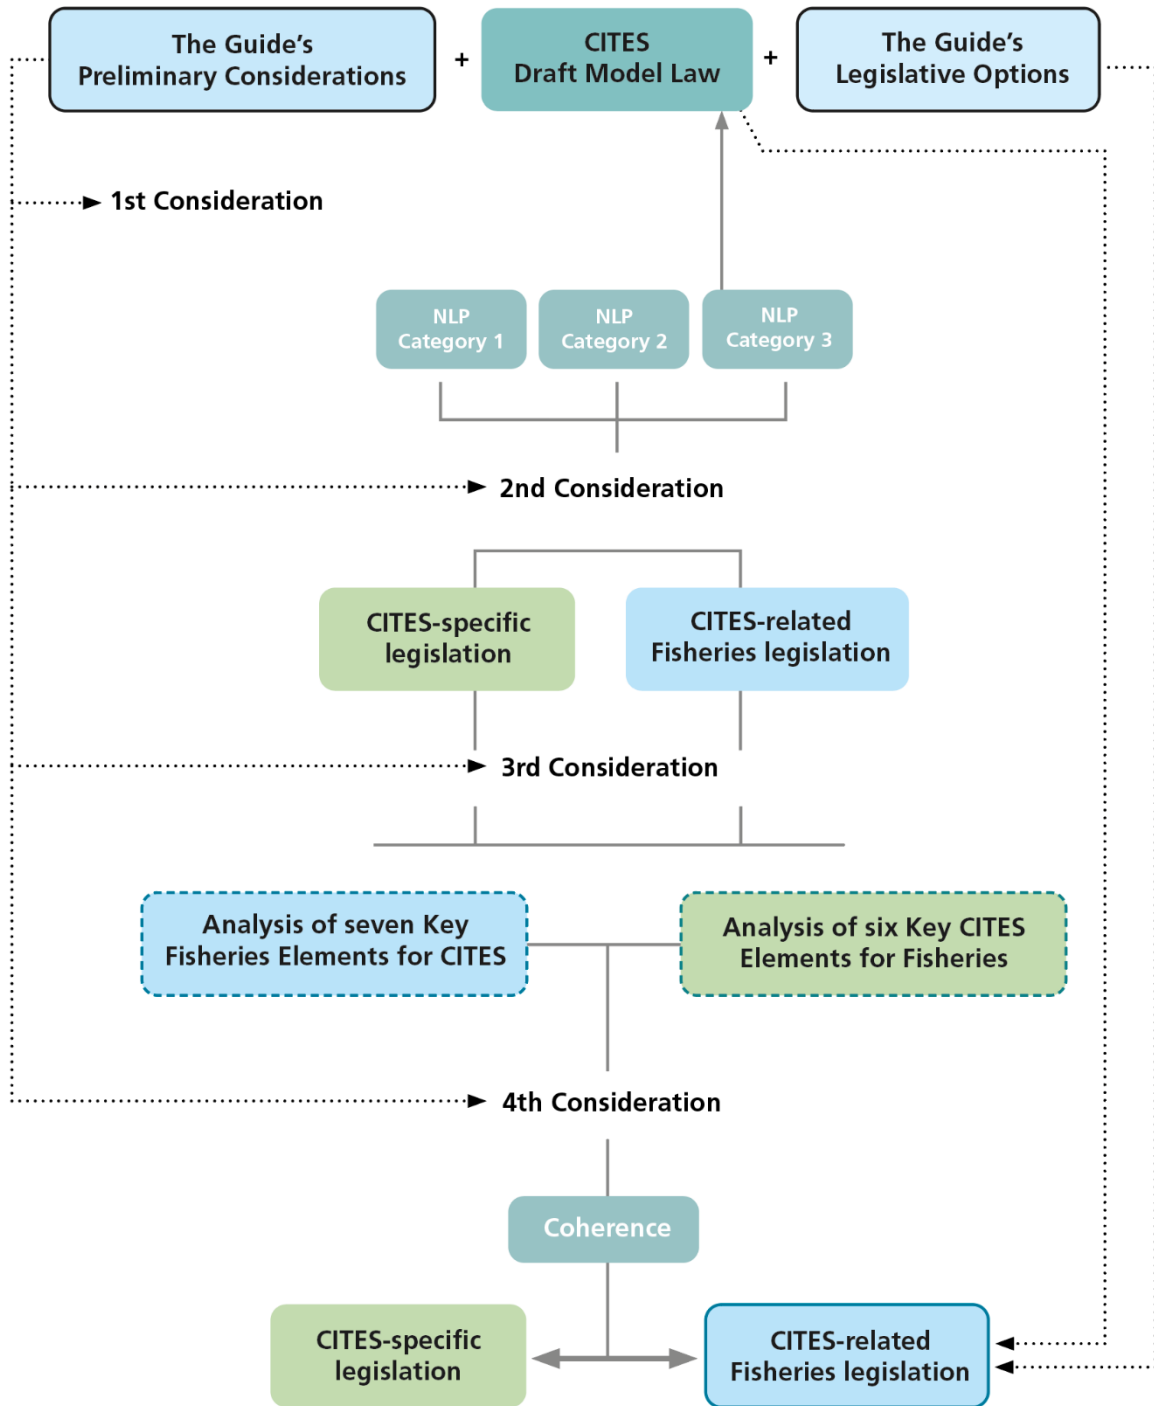 The Guide's
Preliminary Considerations
+
CITES
Draft Model Law
+
The Guide's
Legislative Options
1st Consideration
NLP
Category 1
NLP
Category 2
NLP
Category 3
2nd Consideration
CITES-specific
legislation
CITES-related
Fisheries legislation
3rd Consideration
Analysis of seven Key
Fisheries Elements for CITES
Analysis of six Key CITES
Elements for Fisheries
4th Consideration
Coherence
CITES-specific
legislation
CITES-related
Fisheries legislation